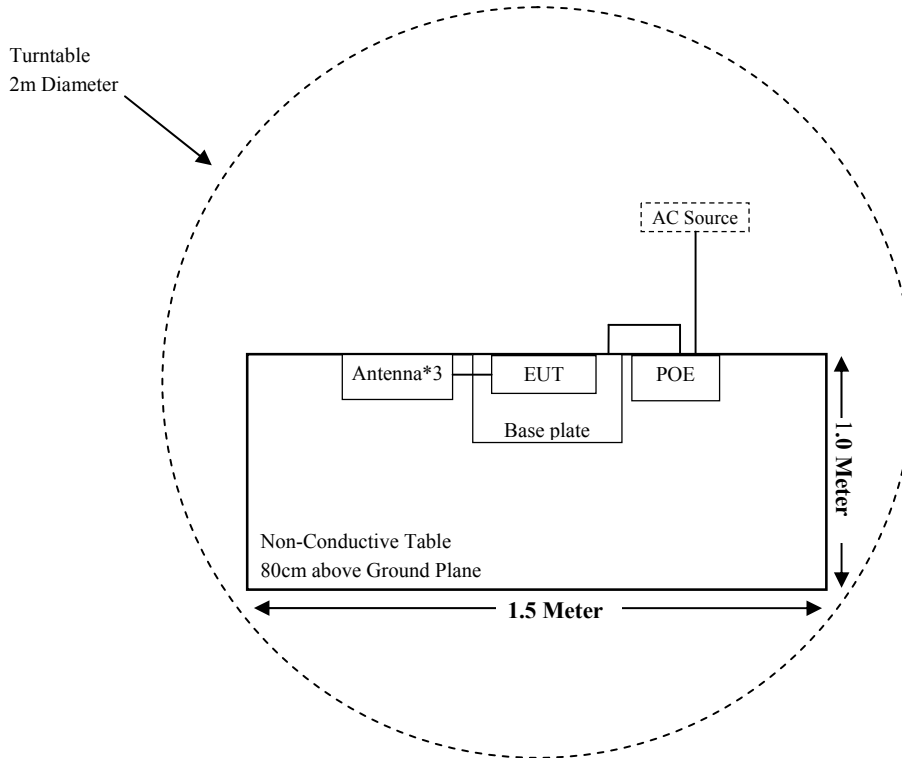 Turntable
2m Diameter
AC Source
Antenna*3
EUT
POE
Base plate
1.0 Meter
Non-Conductive Table
80cm above Ground Plane
1.5 Meter